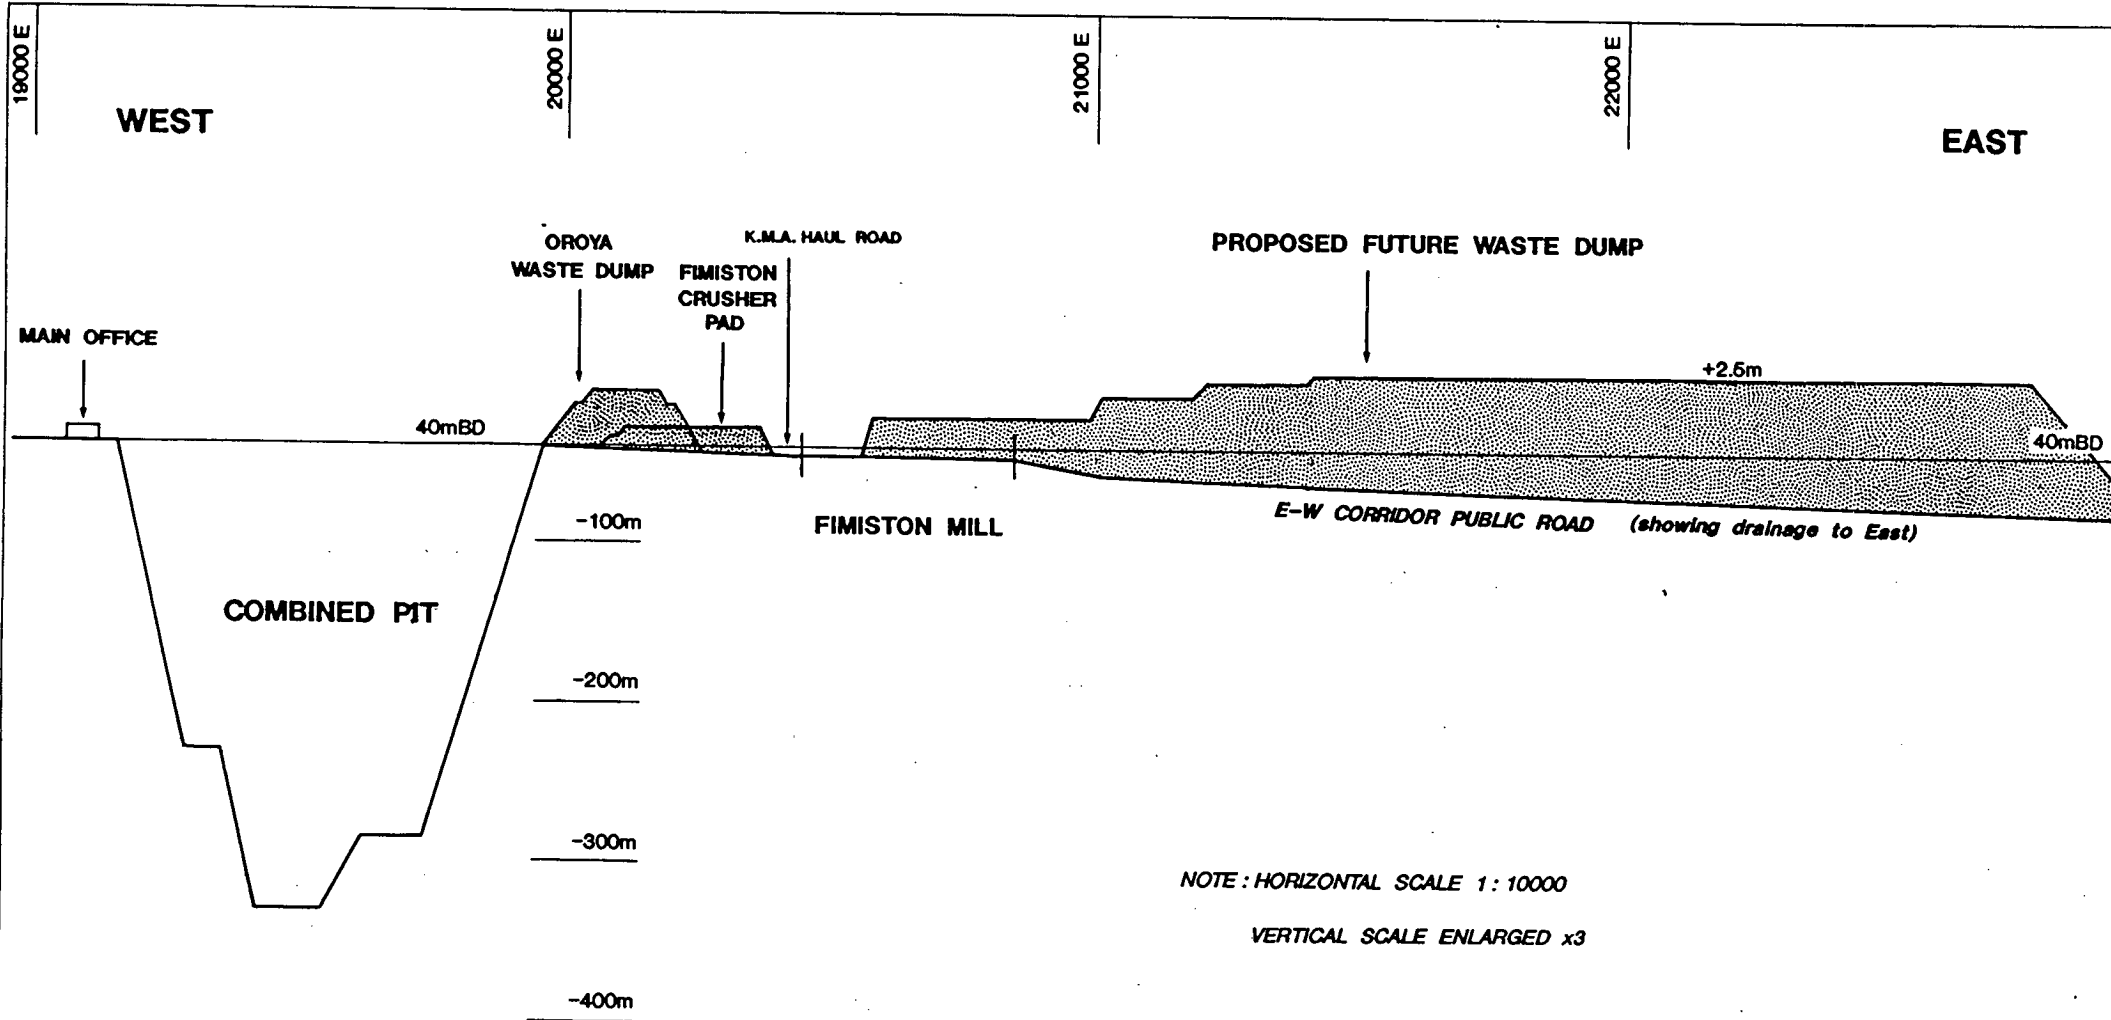 19000 E
20000 E
21000 E
22000 E
WEST
EAST
OROYA
WASTE DUMP
K.M.A. HAUL ROAD
PROPOSED FUTURE WASTE DUMP
FIMISTON
CRUSHER
PAD
MAIN OFFICE
+2.5m
40mBD
40mBD
-100m
FIMISTON MILL
E-W CORRIDOR PUBLIC ROAD (showing drainage to East)
COMBINED PIT
-200m
-300m
NOTE : HORIZONTAL SCALE 1 : 10000
VERTICAL SCALE ENLARGED x3
-400m